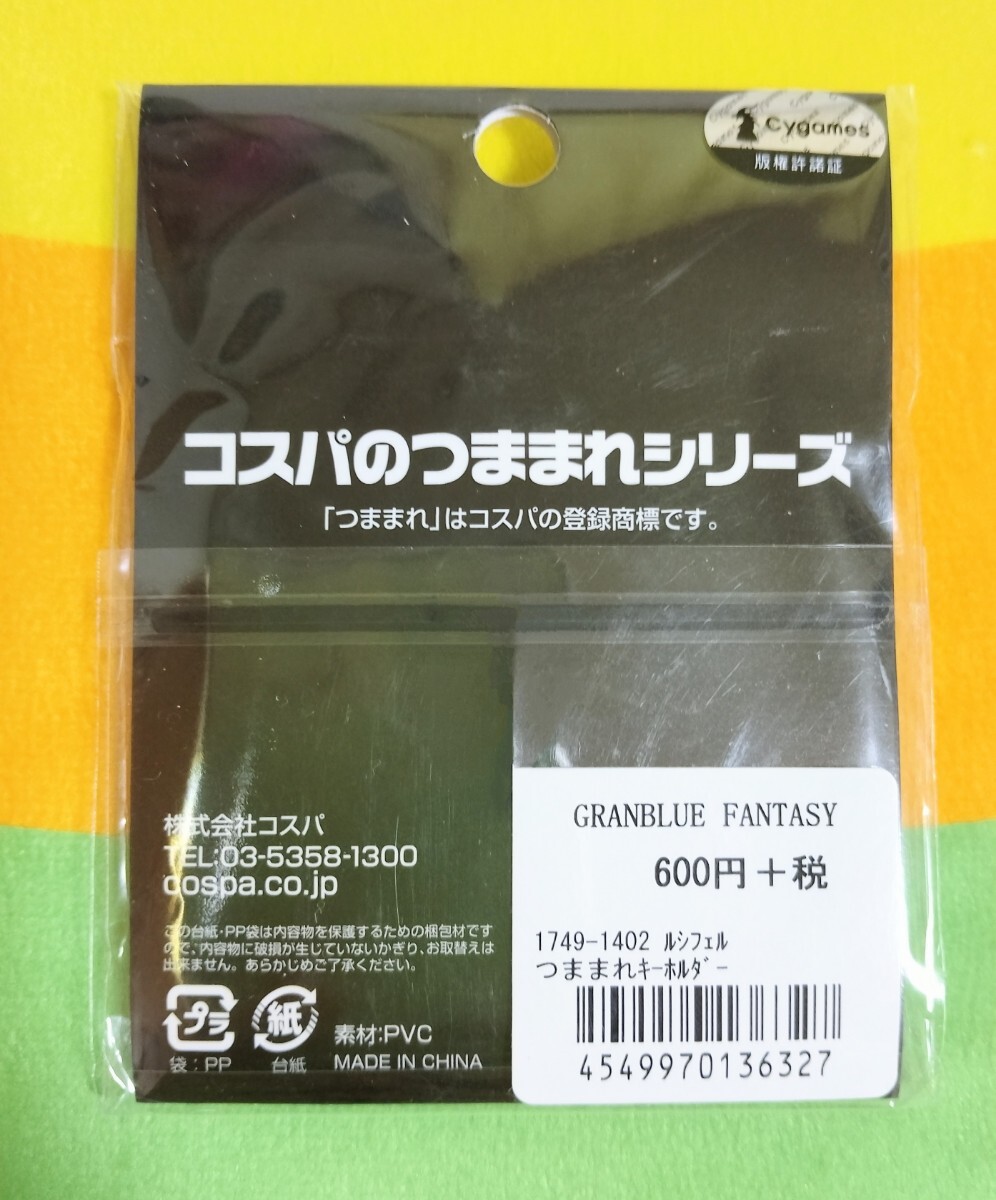 Cygames
版権許諾証
コスパのつままれシリーズ
「つままれ」はコスパの登録商標です。
株式会社コスパ
TEL:03-5358-1300
cospa.co.jp
この台紙・PP袋は内容物を保護するための梱包材ですので、内容物に破損が生じていないかぎり、お取替えは
出来ません。あらかじめご了承ください。
プラ
袋:PP
紙
台紙
素材:PVC
MADE IN CHINA
GRANBLUE FANTASY
600円+税
1749-1402 ﾙｼﾌｪﾙ
つままれｷｰﾎﾙﾀﾞｰ
4549970136327